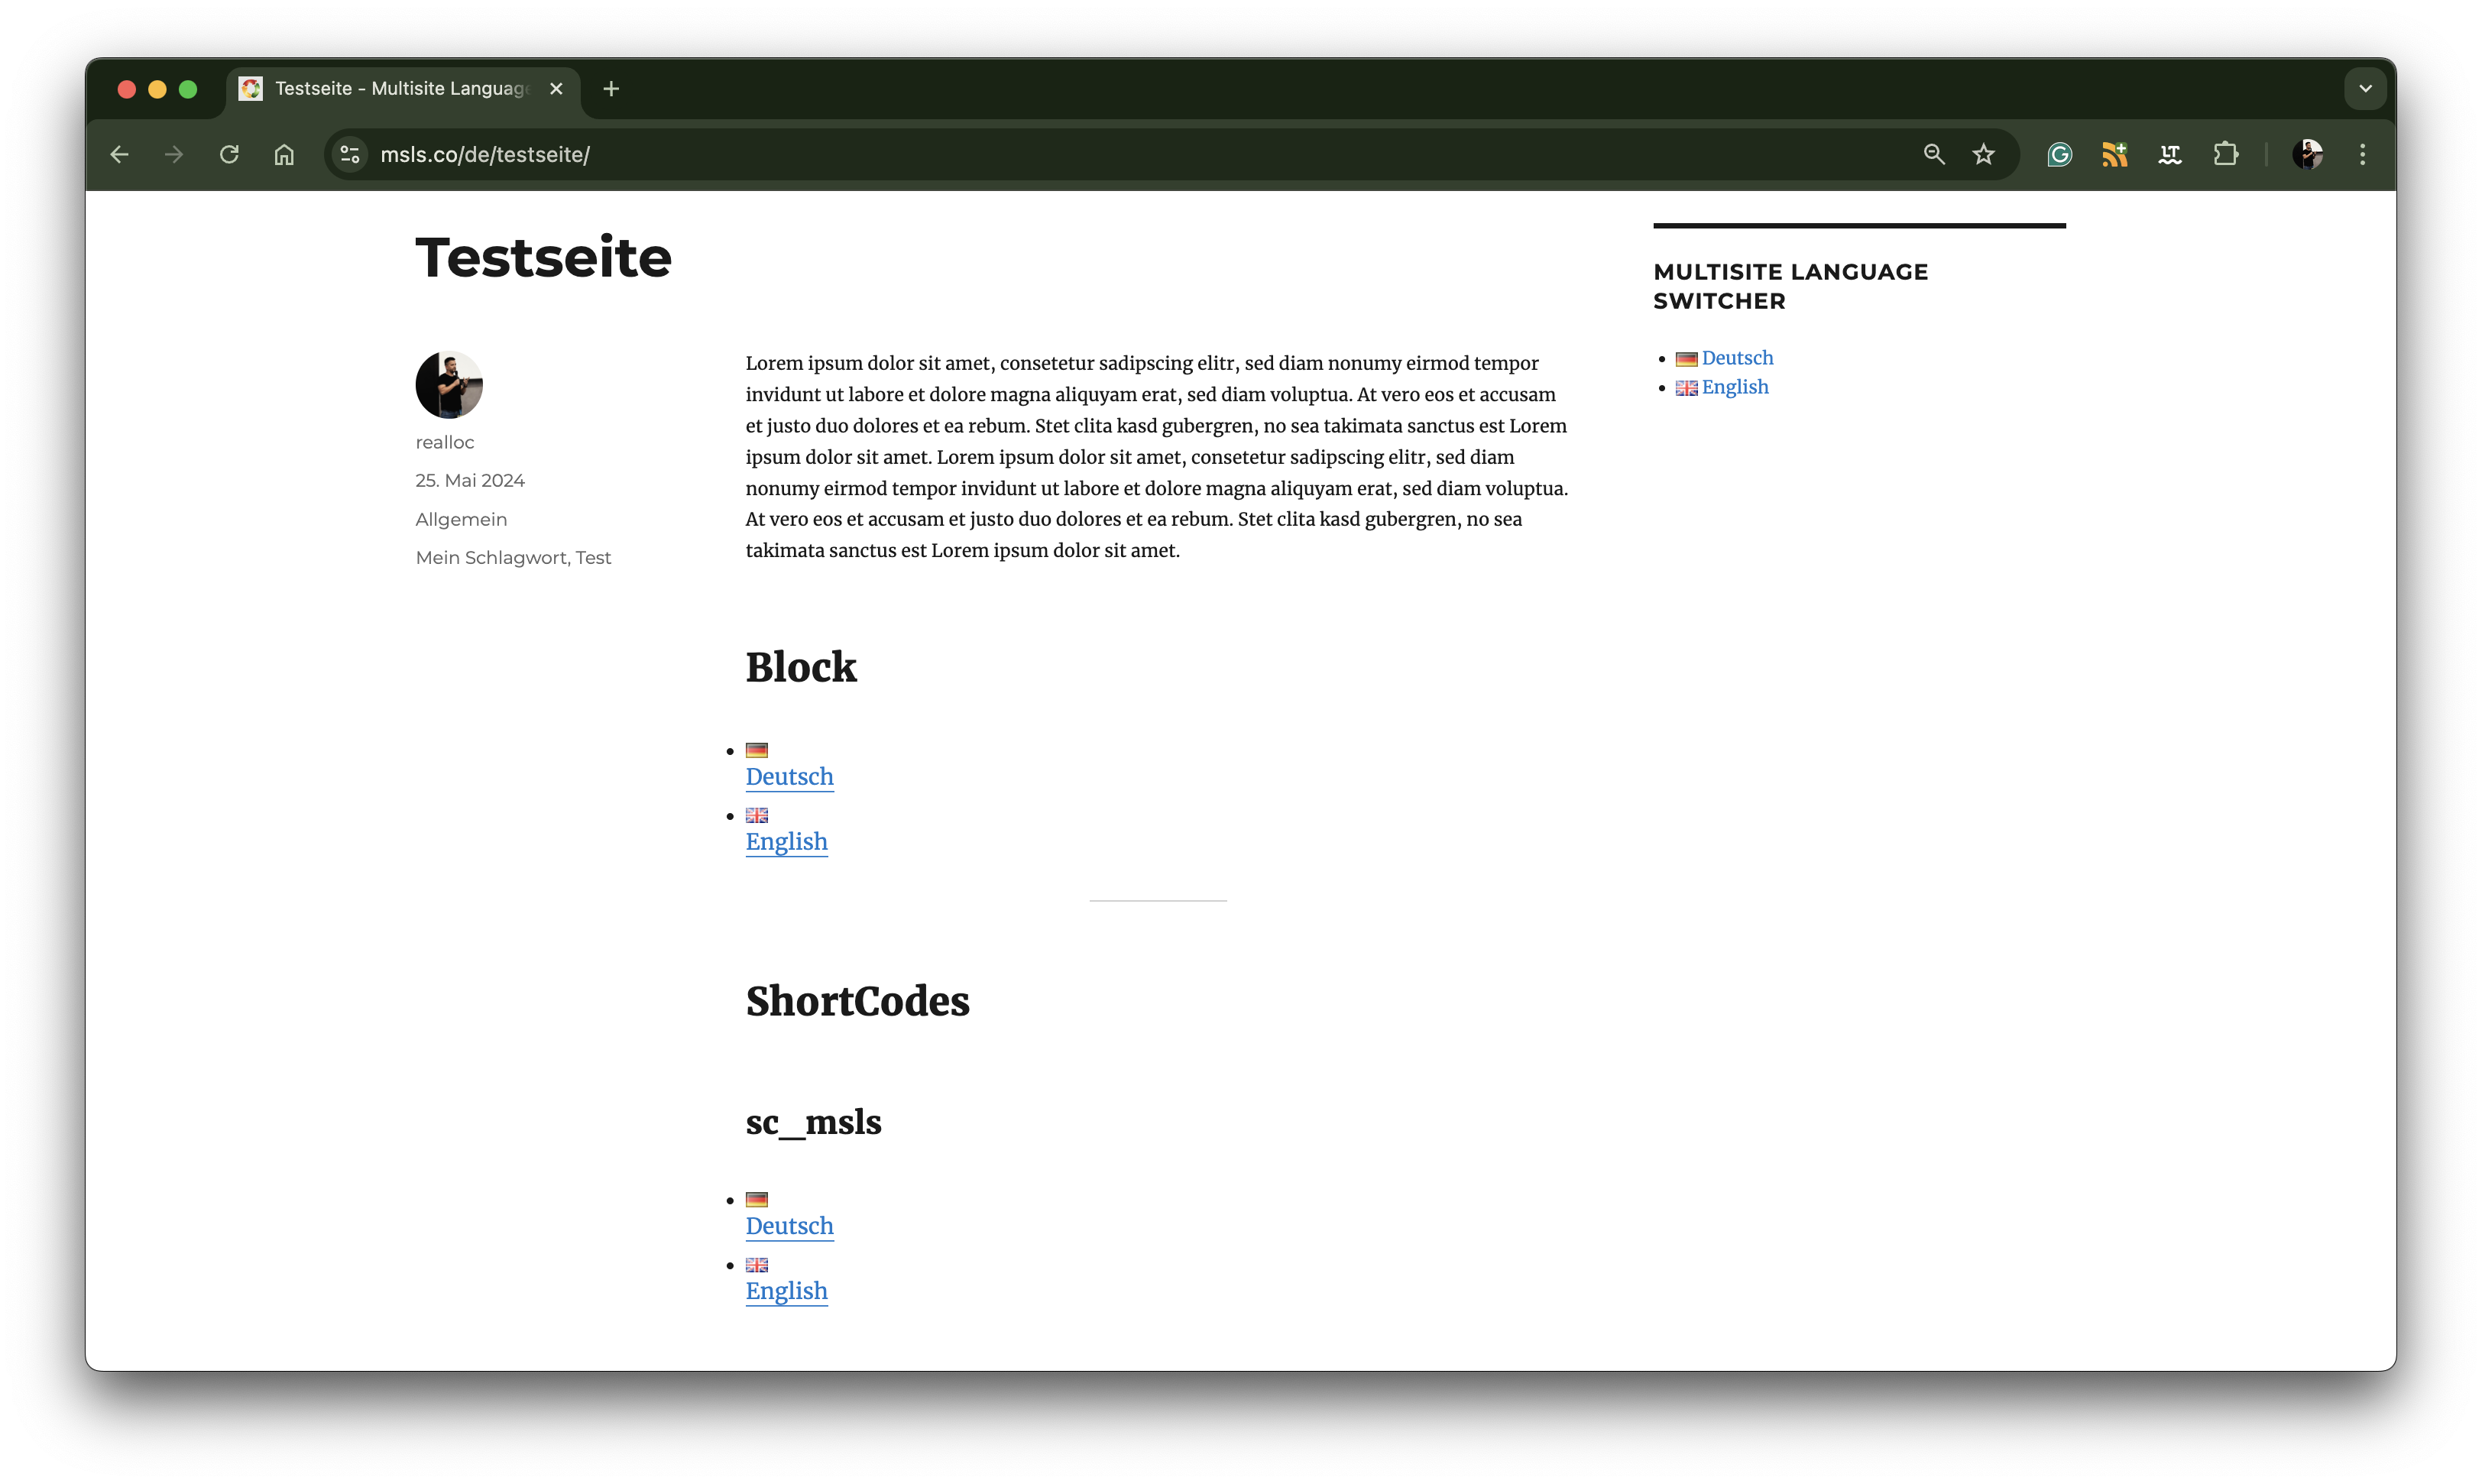 Testseite - Multisite Language
msls.co/de/testseite/
Testseite
realloc
25. Mai 2024
Allgemein
Mein Schlagwort, Test
Lorem ipsum dolor sit amet, consetetur sadipscing elitr, sed diam nonumy eirmod tempor
invidunt ut labore et dolore magna aliquyam erat, sed diam voluptua. At vero eos et accusam
et justo duo dolores et ea rebum. Stet clita kasd gubergren, no sea takimata sanctus est Lorem
ipsum dolor sit amet. Lorem ipsum dolor sit amet, consetetur sadipscing elitr, sed diam
nonumy eirmod tempor invidunt ut labore et dolore magna aliquyam erat, sed diam voluptua.
At vero eos et accusam et justo duo dolores et ea rebum. Stet clita kasd gubergren, no sea
takimata sanctus est Lorem ipsum dolor sit amet.
Block
Deutsch
English
ShortCodes
sc_msls
Deutsch
English
MULTISITE LANGUAGE
SWITCHER
Deutsch
English